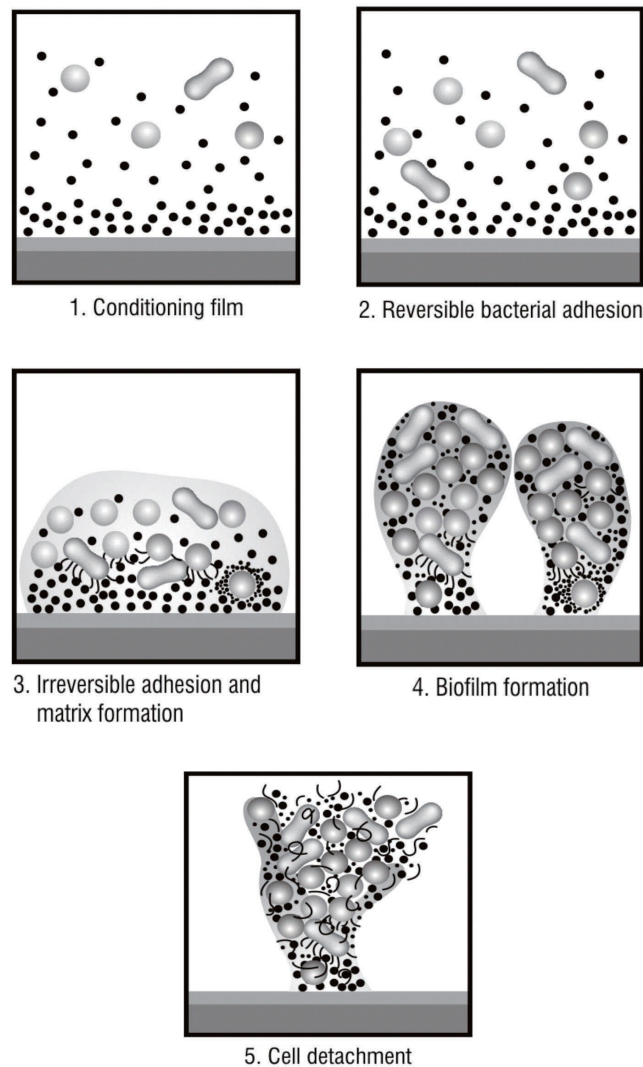 1. Conditioning film
2. Reversible bacterial adhesion
3. Irreversible adhesion and
matrix formation
4. Biofilm formation
5. Cell detachment